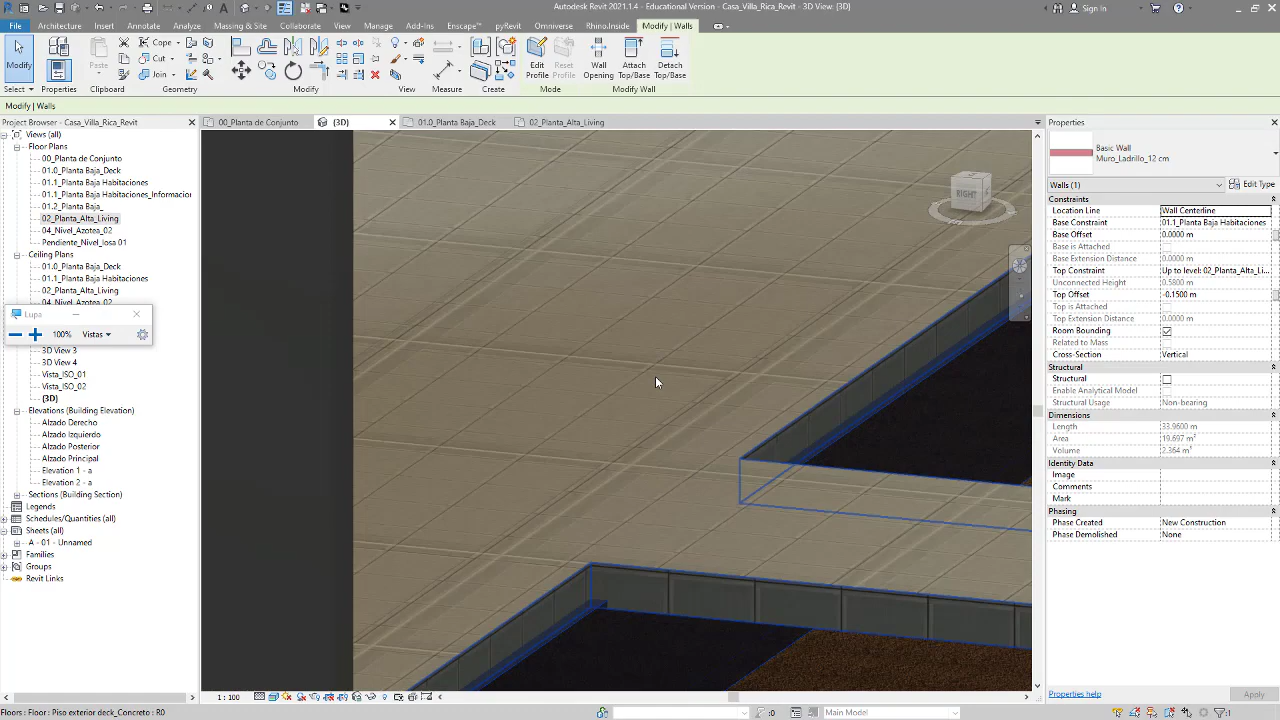 Autodesk Revit 2021.1.4 - Educational Version - Casa_Villa_Rica_Revit - 3D View: {3D}
Sign In
File Architecture Insert Annotate Analyze Massing & Site Collaborate View Manage Add-Ins Enscape™ pyRevit Omniverse Rhino.Inside Modify | Walls
Modify
Paste
Cope
Cut
Join
Edit Profile
Reset Profile
Wall Opening
Attach Top/Base
Detach Top/Base
Select Properties Clipboard Geometry Modify View Measure Create Mode Modify Wall
Modify | Walls
Project Browser - Casa_Villa_Rica_Revit
00_Planta de Conjunto
{3D}
01.0_Planta Baja_Deck
02_Planta_Alta_Living
Views (all)
Floor Plans
00_Planta de Conjunto
01.0_Planta Baja_Deck
01.1_Planta Baja Habitaciones
01.1_Planta Baja_Habitaciones_Informacion
01.2_Planta Baja_
02_Planta_Alta_Living
04_Nivel_Azotea_02
Pendiente_Nivel_losa 01
Ceiling Plans
01.0_Planta Baja_Deck
01.1_Planta Baja Habitaciones
02_Planta_Alta_Living
04_Nivel_Azotea_02
Lupa
100% Vistas
3D View 3
3D View 4
Vista_ISO_01
Vista_ISO_02
{3D}
Elevations (Building Elevation)
Alzado Derecho
Alzado Izquierdo
Alzado Posterior
Alzado Principal
Elevation 1 - a
Elevation 2 - a
Sections (Building Section)
Legends
Schedules/Quantities (all)
Sheets (all)
A - 01 - Unnamed
Families
Groups
Revit Links
RIGHT
Properties
Basic Wall
Muro_Ladrillo_12 cm
Walls (1)
Edit Type
Constraints
Location Line Wall Centerline
Base Constraint 01.1_Planta Baja Habitaciones
Base Offset 0.0000 m
Base is Attached
Base Extension Distance 0.0000 m
Top Constraint Up to level: 02_Planta_Alta_Li...
Unconnected Height 0.5800 m
Top Offset -0.1500 m
Top is Attached
Top Extension Distance 0.0000 m
Room Bounding
Related to Mass
Cross-Section Vertical
Structural
Structural
Enable Analytical Model
Structural Usage Non-bearing
Dimensions
Length 33.9600 m
Area 19.697 m²
Volume 2.364 m³
Identity Data
Image
Comments
Mark
Phasing
Phase Created New Construction
Phase Demolished None
Properties help
Apply
1 : 100
Floors : Floor : Piso exterior deck_Concreto : R0
:0
Main Model
:1